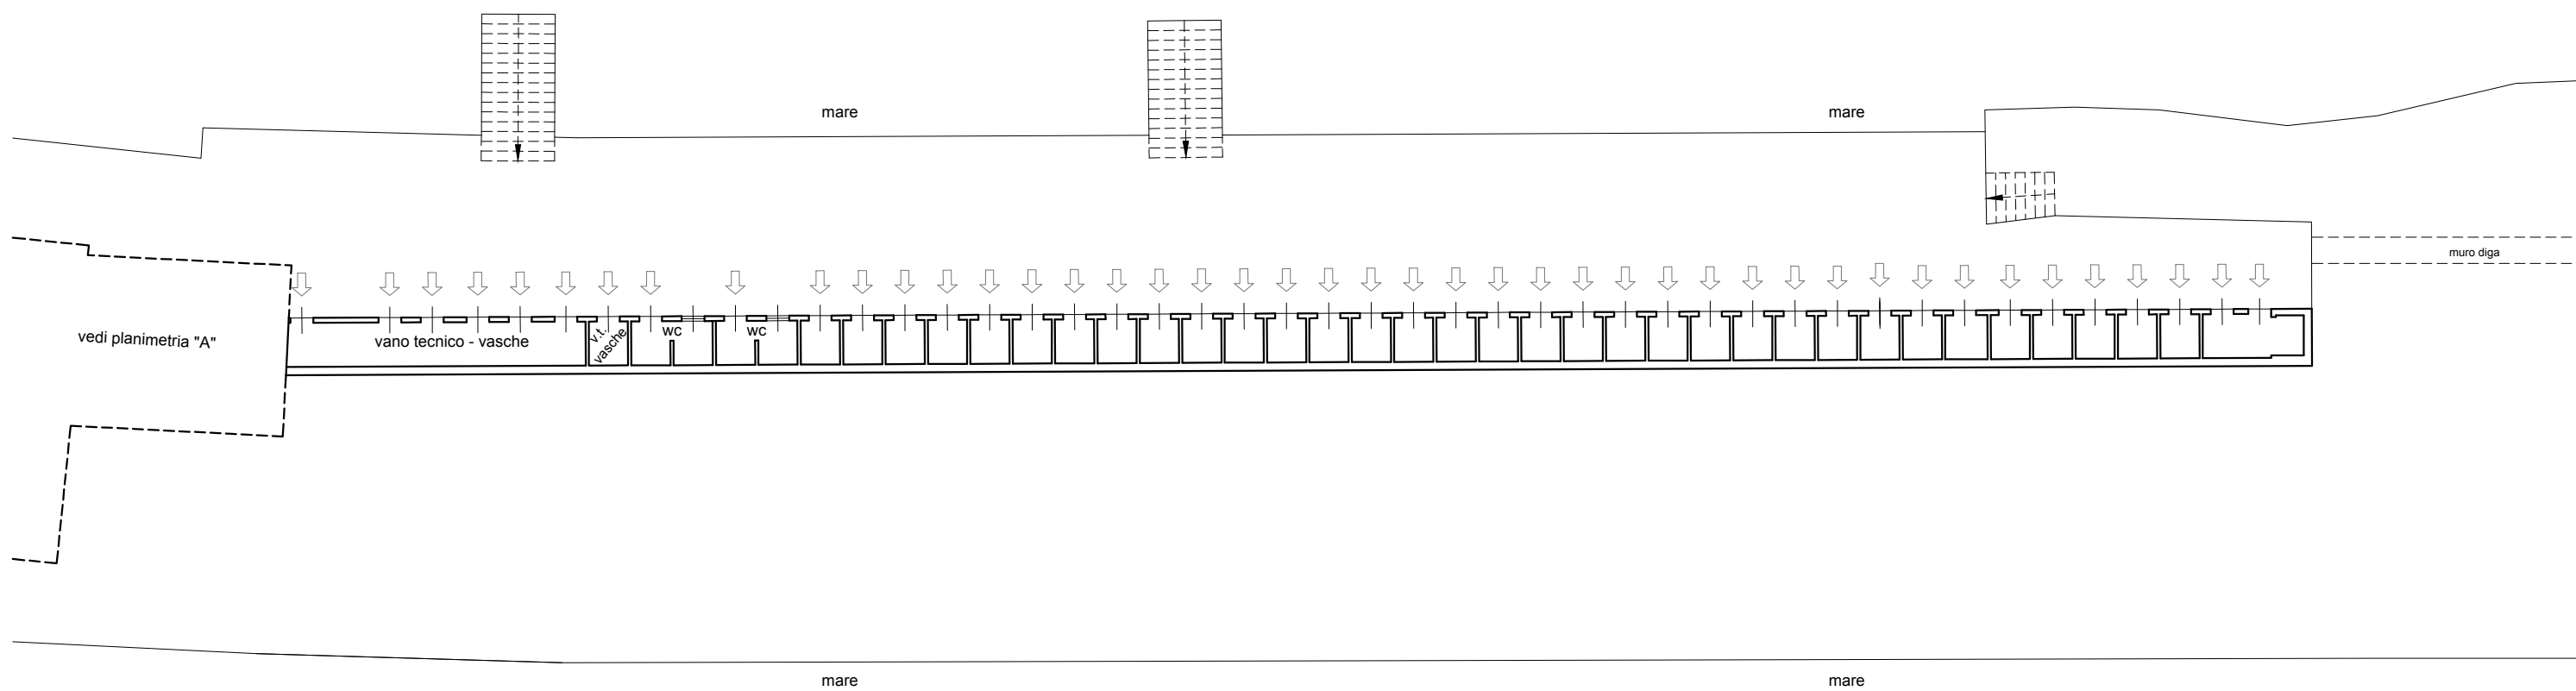 mare
mare
muro diga
vedi planimetria "A"
vano tecnico - vasche
v.t.
vasche
wc
wc
mare
mare